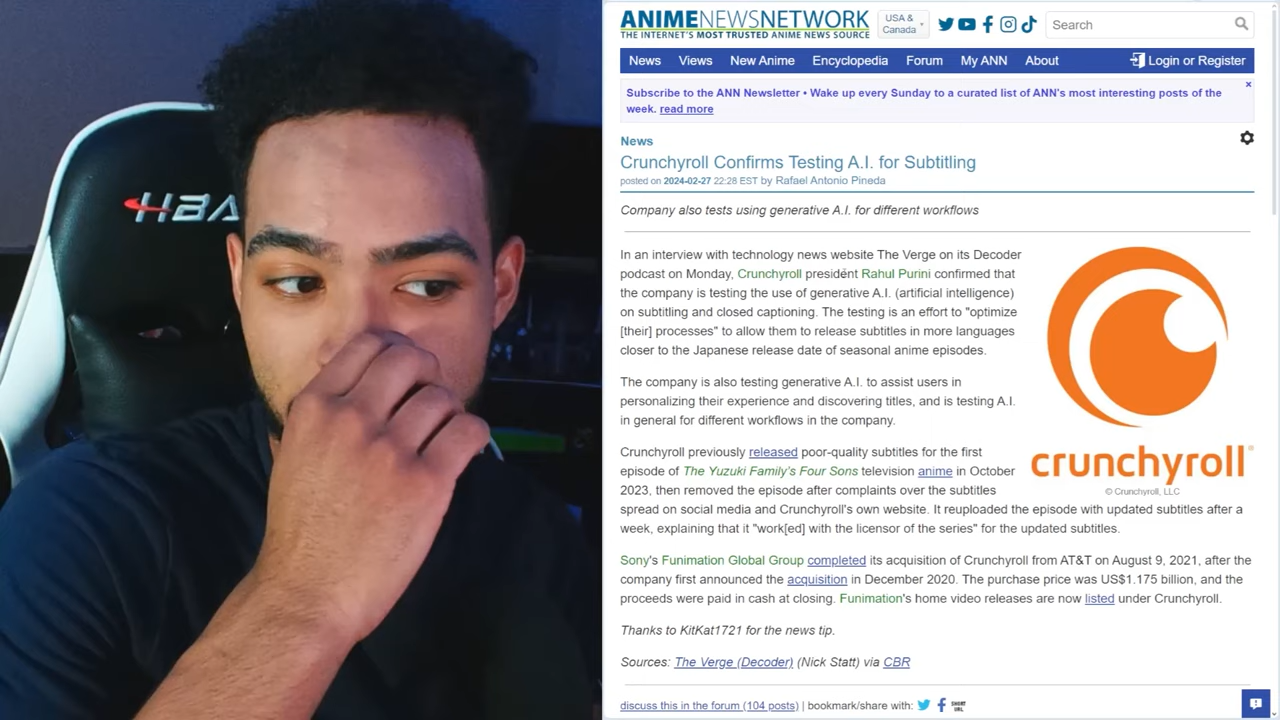 HBA
ANIMENEWSNETWORK
THE INTERNET'S MOST TRUSTED ANIME NEWS SOURCE
USA &
Canada
Search
News Views New Anime Encyclopedia Forum My ANN About Login or Register
Subscribe to the ANN Newsletter • Wake up every Sunday to a curated list of ANN's most interesting posts of the
week. read more
x
News
Crunchyroll Confirms Testing A.I. for Subtitling
posted on 2024-02-27 22:28 EST by Rafael Antonio Pineda
Company also tests using generative A.I. for different workflows
In an interview with technology news website The Verge on its Decoder
podcast on Monday, Crunchyroll president Rahul Purini confirmed that
the company is testing the use of generative A.I. (artificial intelligence)
on subtitling and closed captioning. The testing is an effort to "optimize
[their] processes" to allow them to release subtitles in more languages
closer to the Japanese release date of seasonal anime episodes.
The company is also testing generative A.I. to assist users in
personalizing their experience and discovering titles, and is testing A.I.
in general for different workflows in the company.
crunchyroll
© Crunchyroll, LLC
Crunchyroll previously released poor-quality subtitles for the first
episode of The Yuzuki Family's Four Sons television anime in October
2023, then removed the episode after complaints over the subtitles
spread on social media and Crunchyroll's own website. It reuploaded the episode with updated subtitles after a
week, explaining that it "work[ed] with the licensor of the series" for the updated subtitles.
Sony's Funimation Global Group completed its acquisition of Crunchyroll from AT&T on August 9, 2021, after the
company first announced the acquisition in December 2020. The purchase price was US$1.175 billion, and the
proceeds were paid in cash at closing. Funimation's home video releases are now listed under Crunchyroll.
Thanks to KitKat1721 for the news tip.
Sources: The Verge (Decoder) (Nick Statt) via CBR
discuss this in the forum (104 posts) | bookmark/share with: SHORT
URL